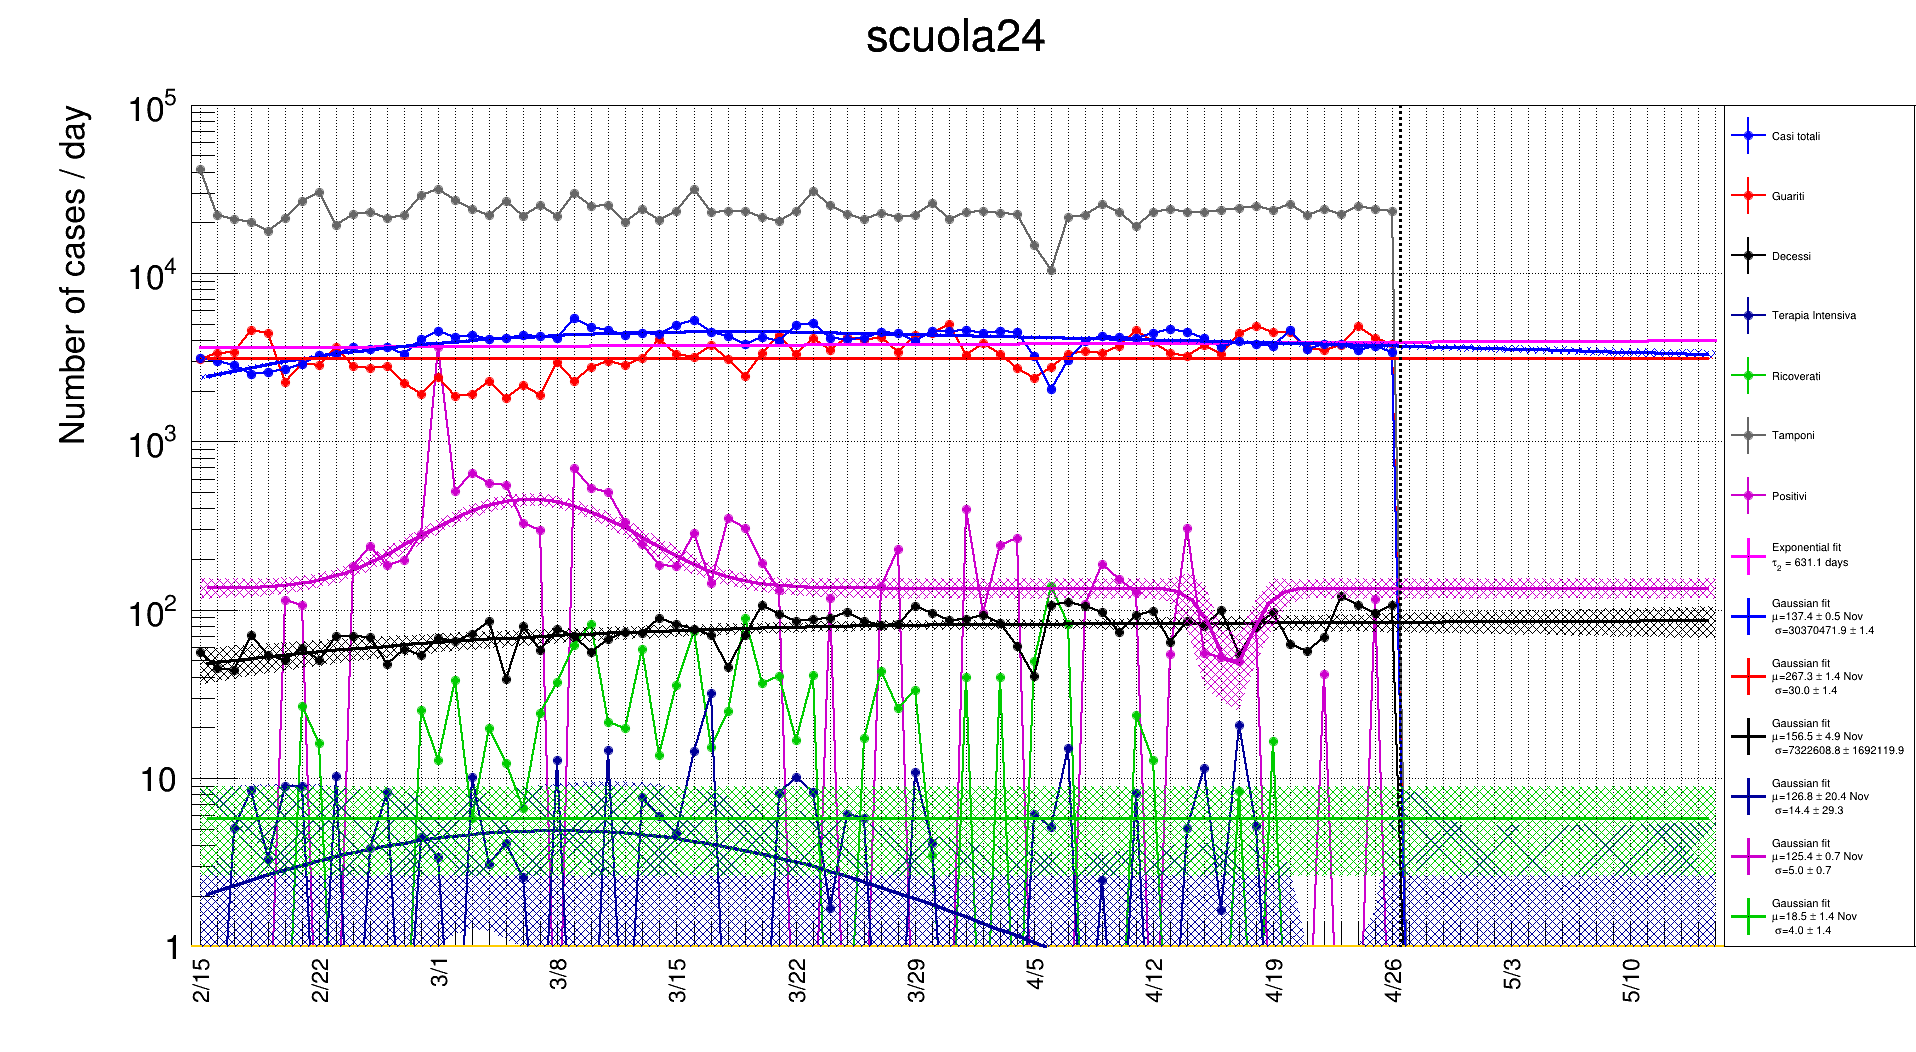 scuola24
Number of cases / day
10^5
10^4
10^3
10^2
10
1
2/15
2/22
3/1
3/8
3/15
3/22
3/29
4/5
4/12
4/19
4/26
5/3
5/10
Casi totali
Guariti
Decessi
Terapia Intensiva
Ricoverati
Tamponi
Positivi
Exponential fit
τ₂ = 631.1 days
Gaussian fit
μ=137.4 ± 0.5 Nov
σ=30370471.9 ± 1.4
Gaussian fit
μ=267.3 ± 1.4 Nov
σ=30.0 ± 1.4
Gaussian fit
μ=156.5 ± 4.9 Nov
σ=7322608.8 ± 1692119.9
Gaussian fit
μ=126.8 ± 20.4 Nov
σ=14.4 ± 29.3
Gaussian fit
μ=125.4 ± 0.7 Nov
σ=5.0 ± 0.7
Gaussian fit
μ=18.5 ± 1.4 Nov
σ=4.0 ± 1.4